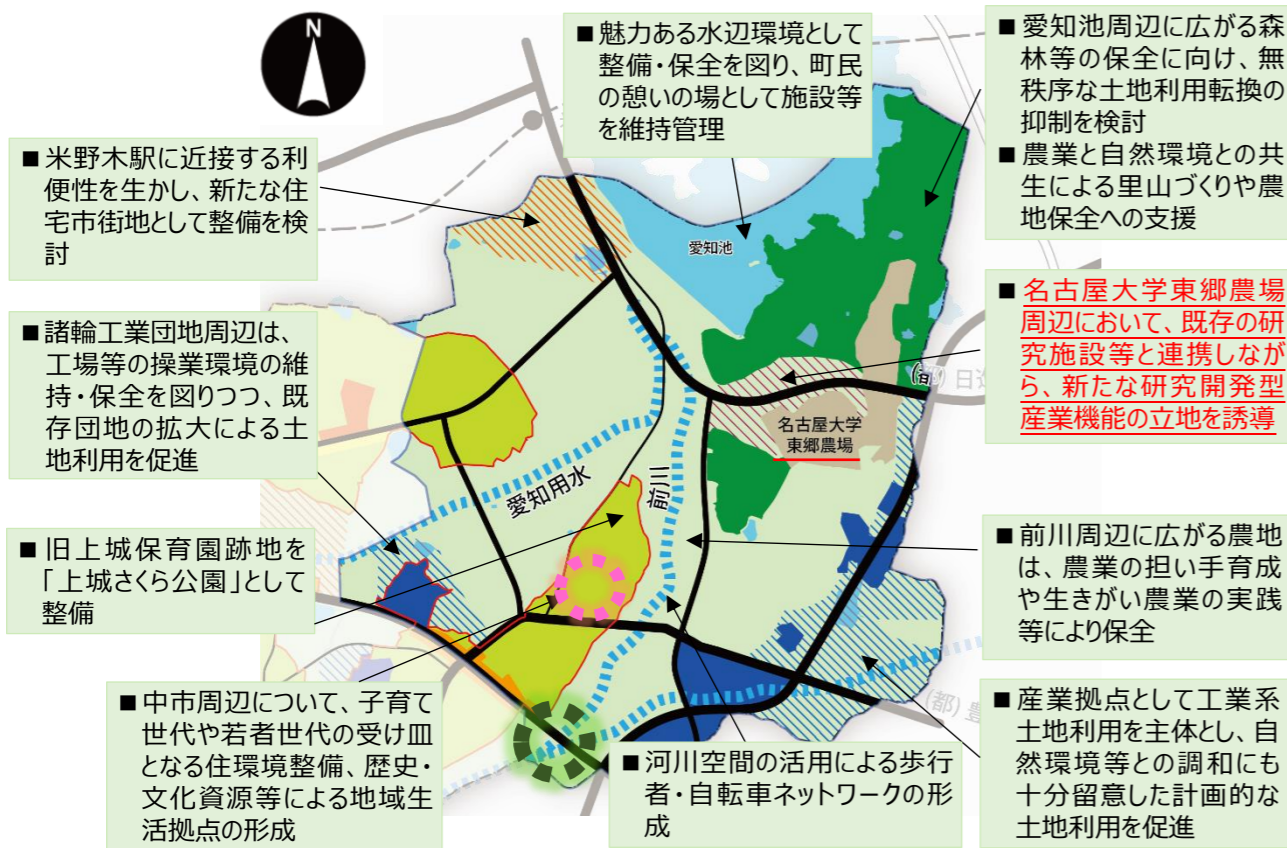 N
■魅力ある水辺環境として
整備・保全を図り、町民
の憩いの場として施設等
を維持管理
■愛知池周辺に広がる森
林等の保全に向け、無
秩序な土地利用転換の
抑制を検討
■農業と自然環境との共
生による里山づくりや農
地保全への支援
■米野木駅に近接する利
便性を生かし、新たな住
宅市街地として整備を検
討
愛知池
■名古屋大学東郷農場
周辺において、既存の研
究施設等と連携しなが
ら、新たな研究開発型
産業機能の立地を誘導
■諸輪工業団地周辺は、
工場等の操業環境の維
持・保全を図りつつ、既
存団地の拡大による土
地利用を促進
(都)日進
名古屋大学
東郷農場
愛知用水
前川
■旧上城保育園跡地を
「上城さくら公園」として
整備
■前川周辺に広がる農地
は、農業の担い手育成
や生きがい農業の実践
等により保全
■中市周辺について、子育て
世代や若者世代の受け皿
となる住環境整備、歴史・
文化資源等による地域生
活拠点の形成
■河川空間の活用による歩行
者・自転車ネットワークの形
成
(都)豊
■産業拠点として工業系
土地利用を主体とし、自
然環境等との調和にも
十分留意した計画的な
土地利用を促進